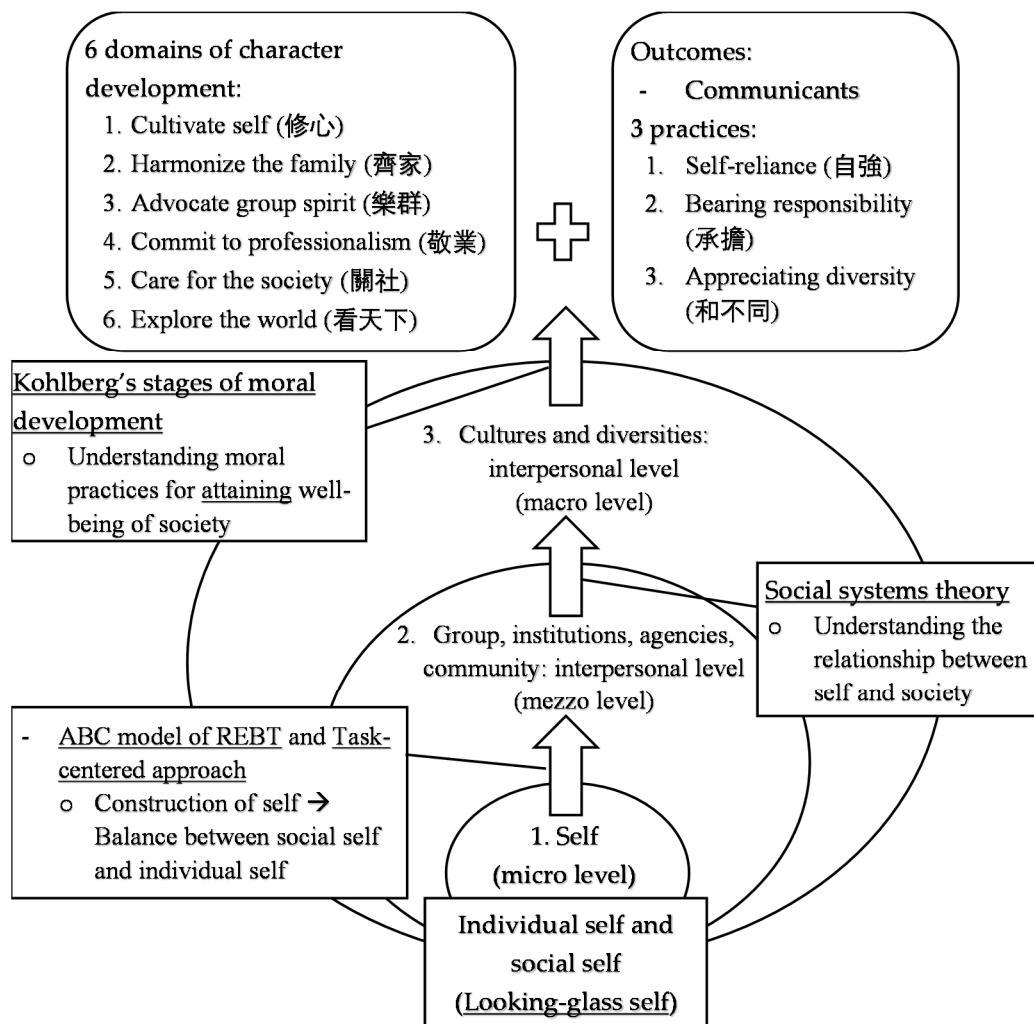 6 domains of character
development:
1. Cultivate self (修心)
2. Harmonize the family (齊家)
3. Advocate group spirit (樂群)
4. Commit to professionalism (敬業)
5. Care for the society (關社)
6. Explore the world (看天下)
Outcomes:
- Communicants
3 practices:
1. Self-reliance (自強)
2. Bearing responsibility
(承擔)
3. Appreciating diversity
(和不同)
Kohlberg’s stages of moral
development
o Understanding moral
practices for attaining well-
being of society
3. Cultures and diversities:
interpersonal level
(macro level)
Social systems theory
o Understanding the
relationship between
self and society
2. Group, institutions, agencies,
community: interpersonal level
(mezzo level)
- ABC model of REBT and Task-
centered approach
o Construction of self →
Balance between social self
and individual self
1. Self
(micro level)
Individual self and
social self
(Looking-glass self)